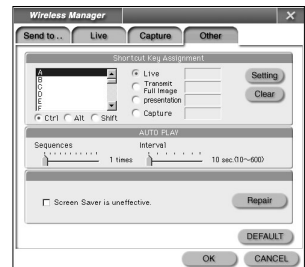 Wireless Manager
Send to .. Live Capture Other
Shortcut Key Assignment
A
B
C
D
E
F
Ctrl Alt Shift
Live
Transmit Full Image
presentation
Capture
Setting
Clear
AUTO PLAY
Sequences Interval
1 times 10 sec.(10~600)
Screen Saver is uneffective.
Repair
DEFAULT
OK CANCEL